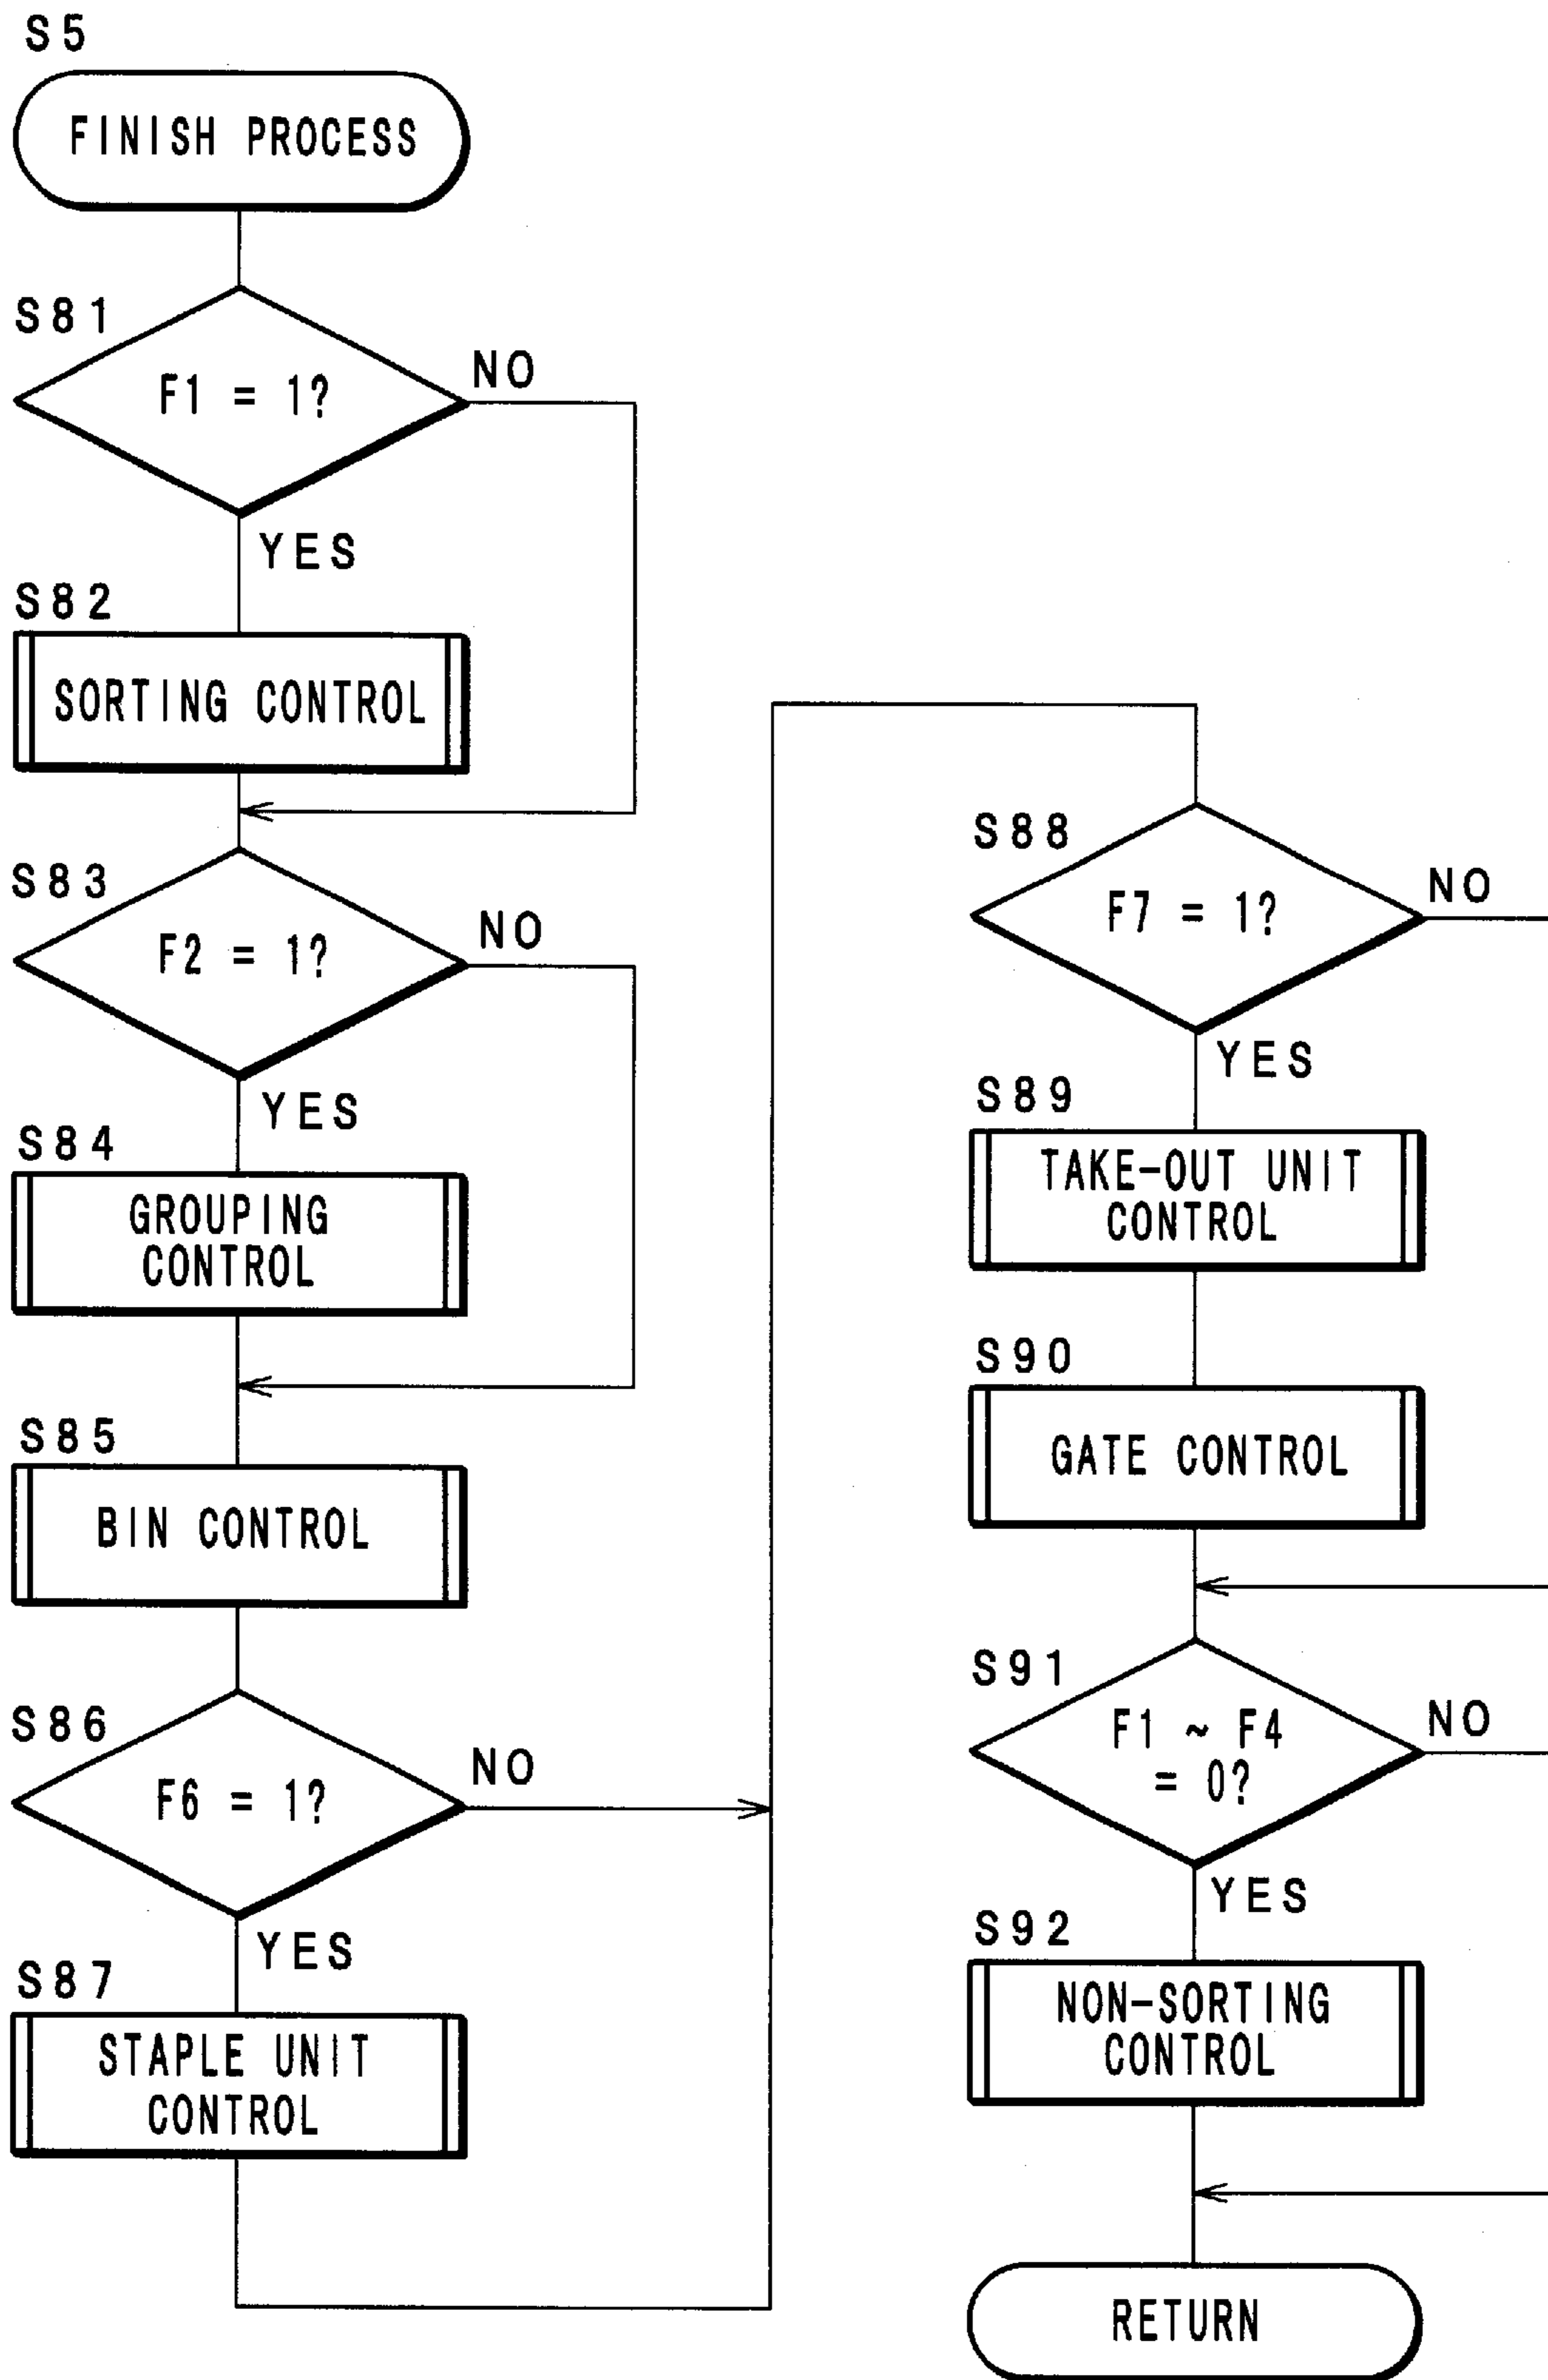 S5
FINISH PROCESS
S81
F1 = 1?
NO
YES
S82
SORTING CONTROL
S83
F2 = 1?
NO
YES
S84
GROUPING
CONTROL
S85
BIN CONTROL
S86
F6 = 1?
NO
YES
S87
STAPLE UNIT
CONTROL
S88
F7 = 1?
NO
YES
S89
TAKE-OUT UNIT
CONTROL
S90
GATE CONTROL
S91
F1 ~ F4
= 0?
NO
YES
S92
NON-SORTING
CONTROL
RETURN